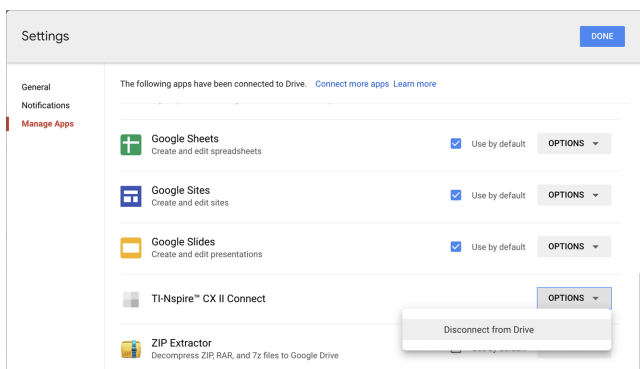 Settings
DONE
General
Notifications
Manage Apps
The following apps have been connected to Drive. Connect more apps Learn more
Google Sheets
Create and edit spreadsheets
Use by default
OPTIONS
Google Sites
Create and edit sites
Use by default
OPTIONS
Google Slides
Create and edit presentations
Use by default
OPTIONS
TI-Nspire™ CX II Connect
OPTIONS
Disconnect from Drive
ZIP Extractor
Decompress ZIP, RAR, and 7z files to Google Drive